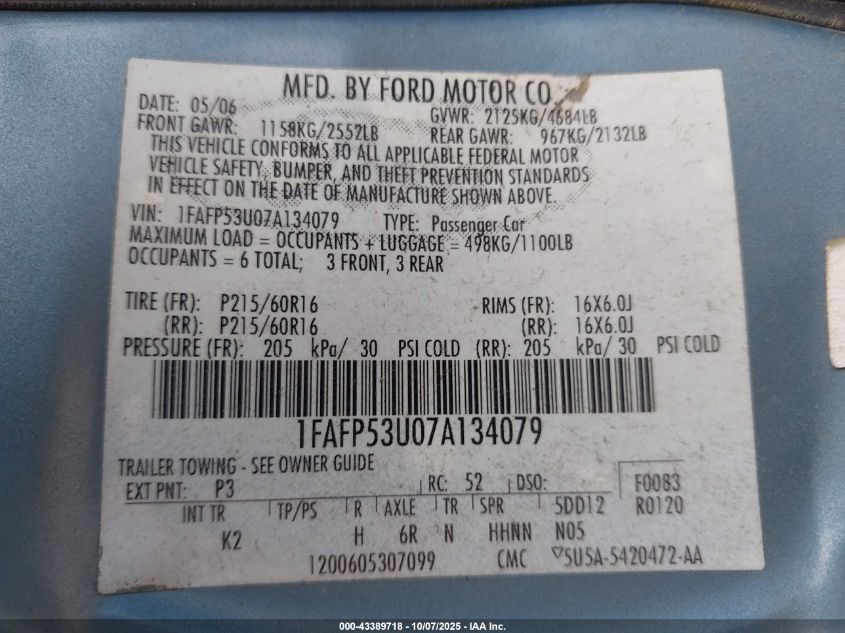 MFD. BY FORD MOTOR CO.
DATE: 05/06 GVWR: 2125KG/4684LB
FRONT GAWR: 1158KG/2552LB REAR GAWR: 967KG/2132LB
THIS VEHICLE CONFORMS TO ALL APPLICABLE FEDERAL MOTOR
VEHICLE SAFETY, BUMPER, AND THEFT PREVENTION STANDARDS
IN EFFECT ON THE DATE OF MANUFACTURE SHOWN ABOVE.
VIN: 1FAFP53U07A134079 TYPE: Passenger Car
MAXIMUM LOAD = OCCUPANTS + LUGGAGE = 498KG/1100LB
OCCUPANTS = 6 TOTAL; 3 FRONT, 3 REAR
TIRE (FR): P215/60R16 RIMS (FR): 16X6.0J
(RR): P215/60R16 (RR): 16X6.0J
PRESSURE (FR): 205 kPa/ 30 PSI COLD (RR): 205 kPa/ 30 PSI COLD
1FAFP53U07A134079
TRAILER TOWING - SEE OWNER GUIDE
EXT PNT: P3 RC: 52 DSO: F0083
INT TR TP/PS R AXLE TR SPR 5DD12 R0120
K2 H 6R N HHNN N05
1200605307099 CMC ▽5U5A-5420472-AA
000-43389718 - 10/07/2025 - IAA Inc.